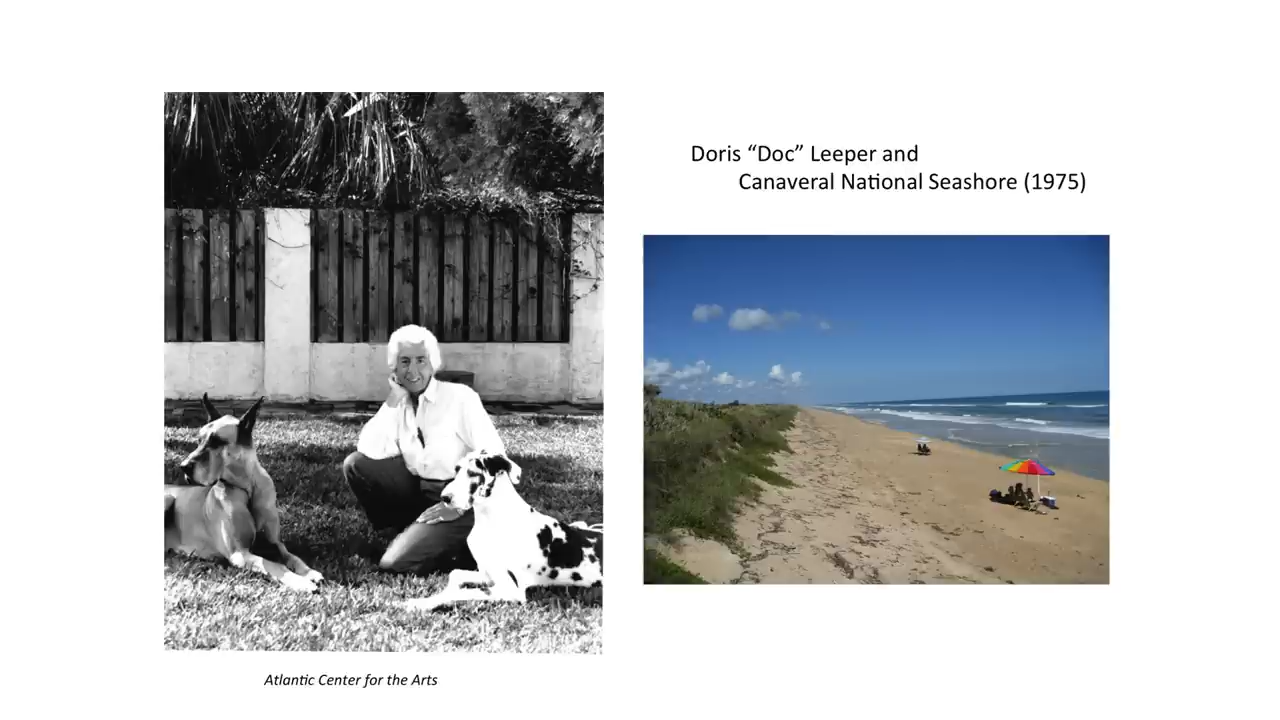 Doris “Doc” Leeper and
Canaveral National Seashore (1975)
Atlantic Center for the Arts